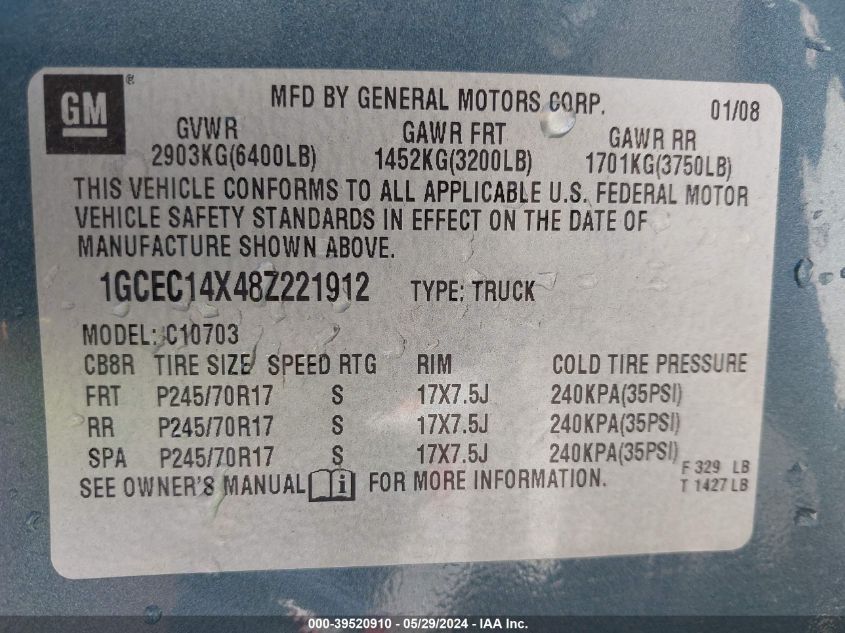 GM ®
MFD BY GENERAL MOTORS CORP. 01/08
GVWR GAWR FRT GAWR RR
2903KG(6400LB) 1452KG(3200LB) 1701KG(3750LB)
THIS VEHICLE CONFORMS TO ALL APPLICABLE U.S. FEDERAL MOTOR
VEHICLE SAFETY STANDARDS IN EFFECT ON THE DATE OF
MANUFACTURE SHOWN ABOVE.
1GCEC14X48Z221912 TYPE: TRUCK
MODEL: C10703
CB8R TIRE SIZE SPEED RTG RIM COLD TIRE PRESSURE
FRT P245/70R17 S 17X7.5J 240KPA(35PSI)
RR P245/70R17 S 17X7.5J 240KPA(35PSI)
SPA P245/70R17 S 17X7.5J 240KPA(35PSI)
F 329 LB
SEE OWNER'S MANUAL i FOR MORE INFORMATION. T 1427 LB
000-39520910 - 05/29/2024 - IAA Inc.